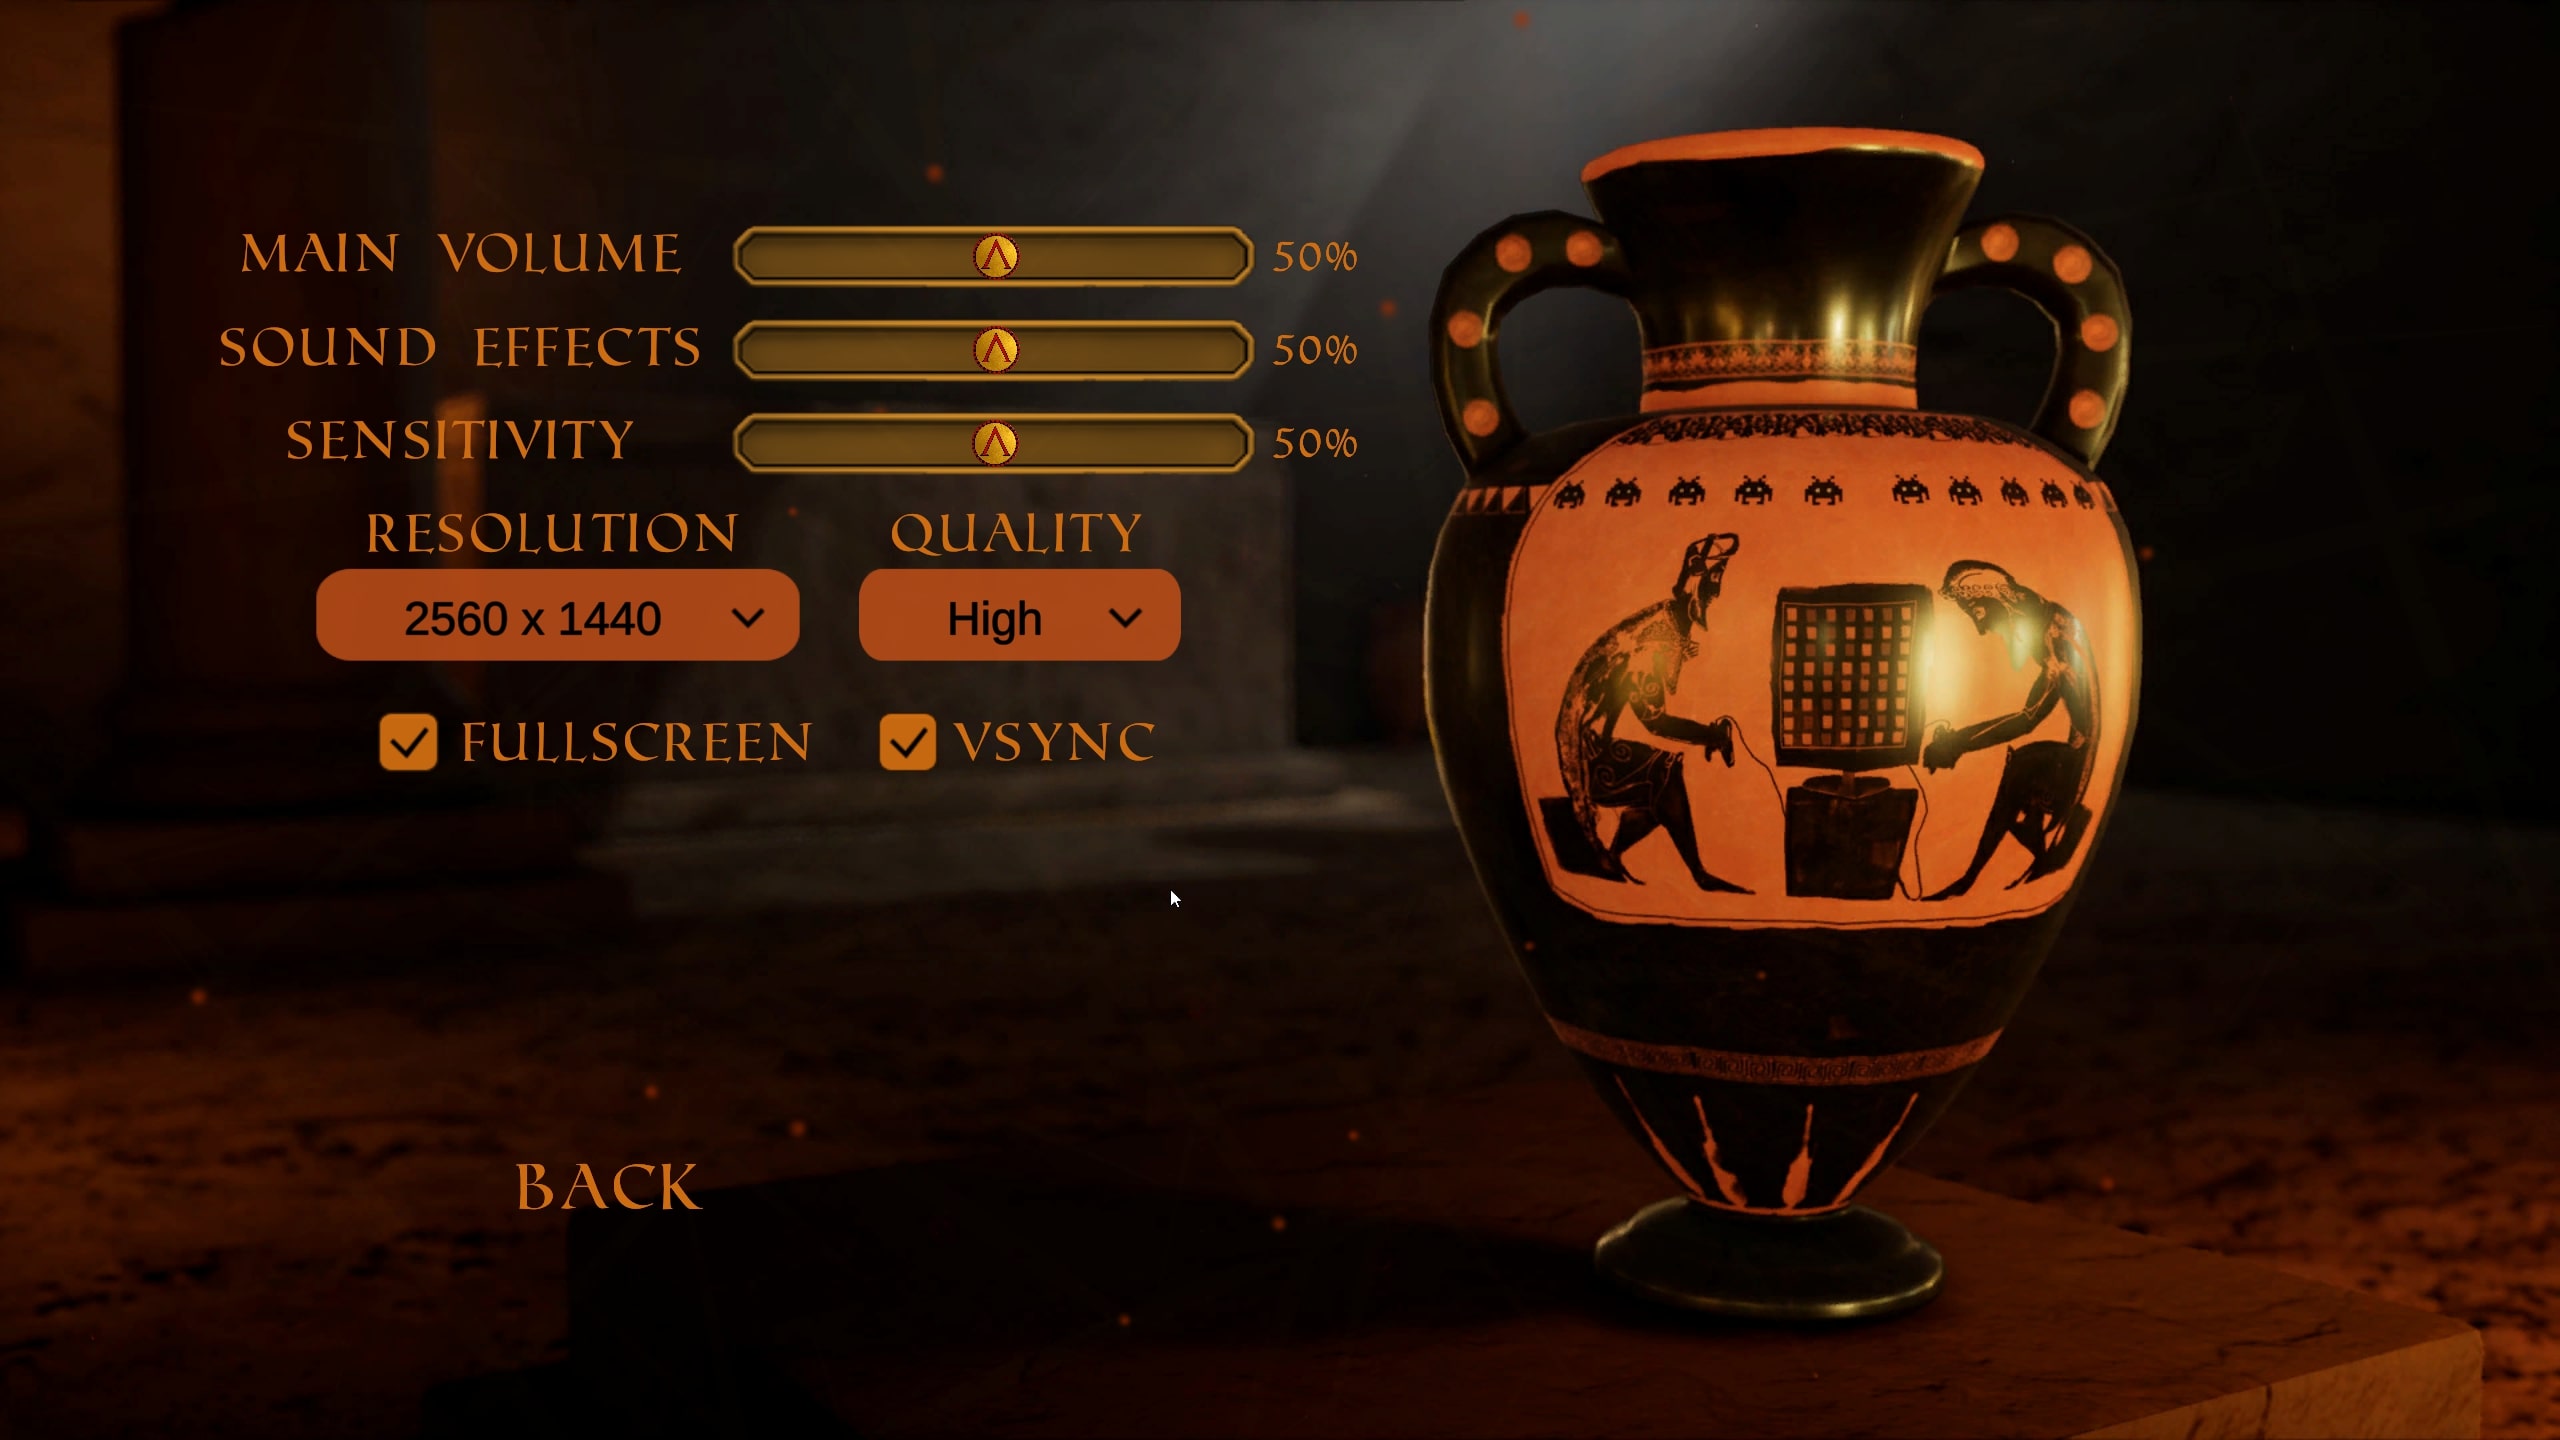 MAIN VOLUME 50%
SOUND EFFECTS 50%
SENSITIVITY 50%
RESOLUTION QUALITY
2560 x 1440 High
FULLSCREEN VSYNC
BACK